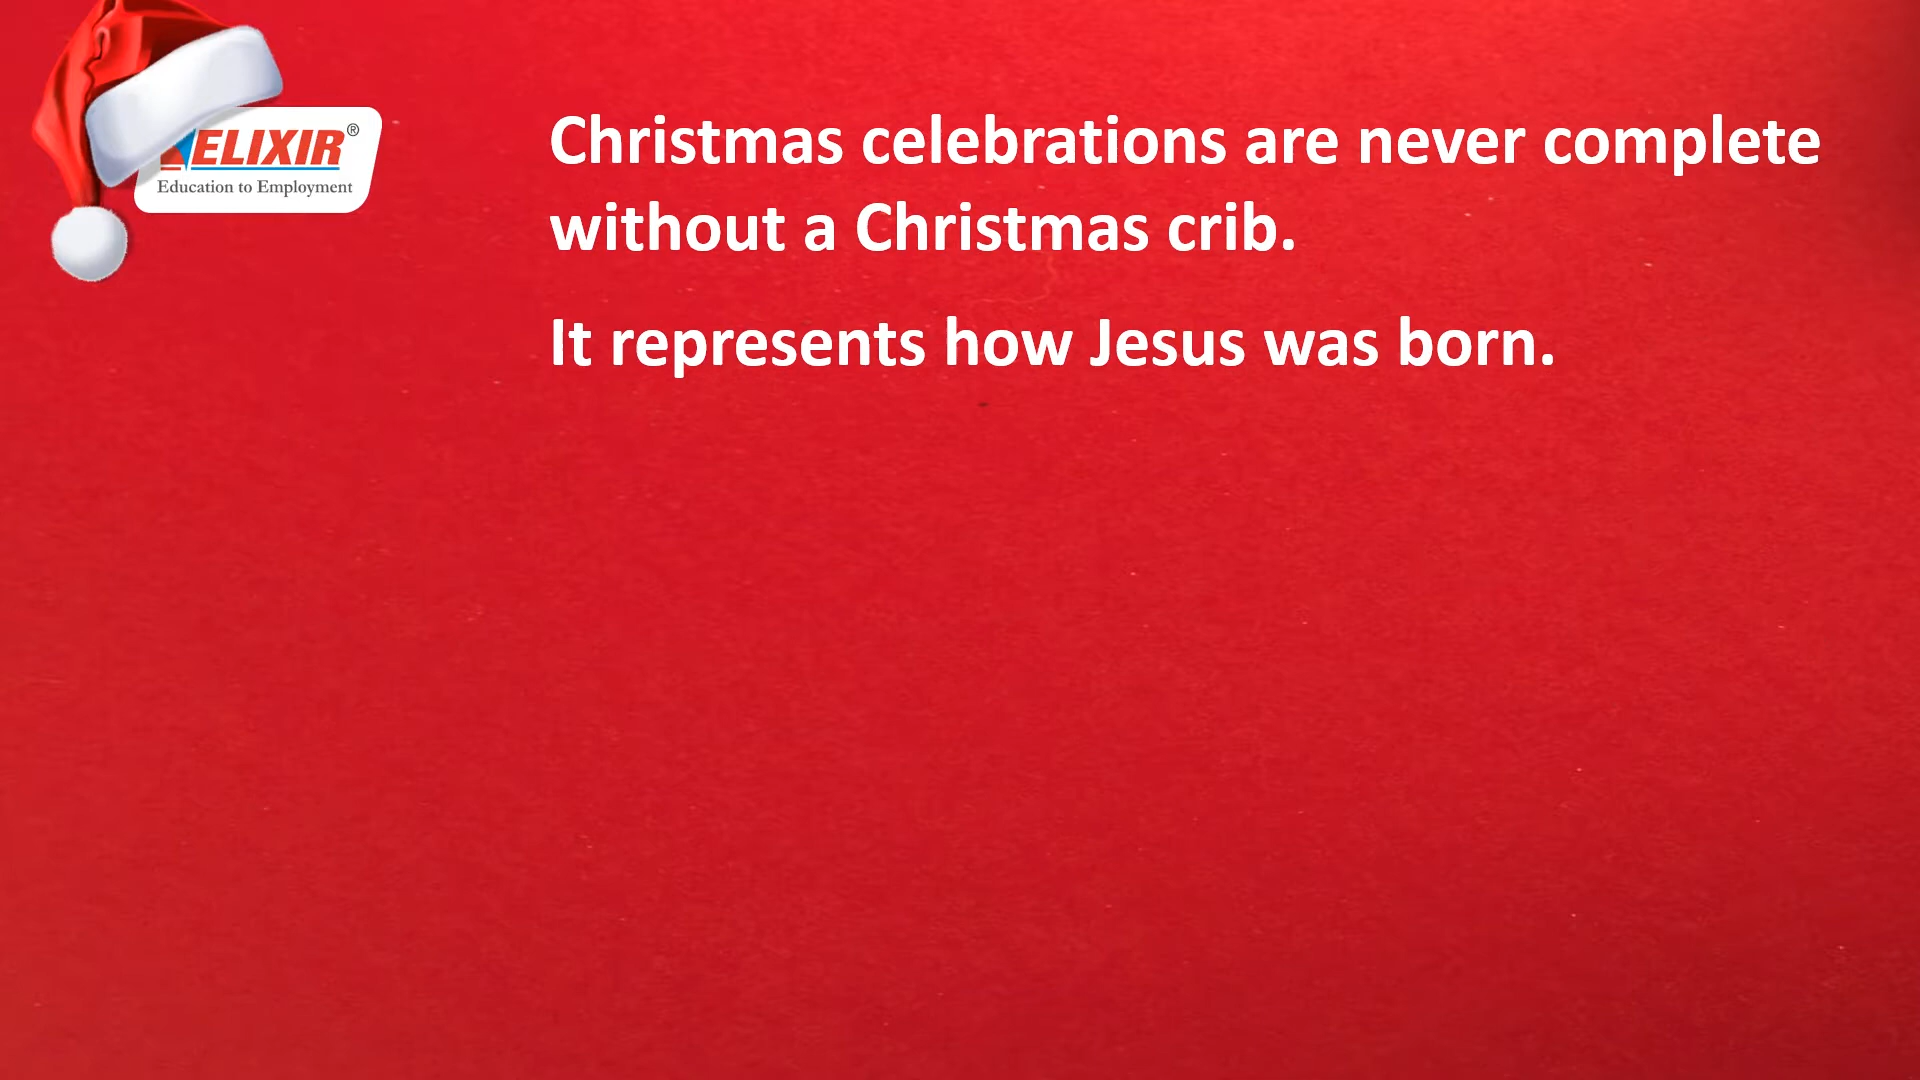 ELIXIR®
Education to Employment
Christmas celebrations are never complete
without a Christmas crib.
It represents how Jesus was born.